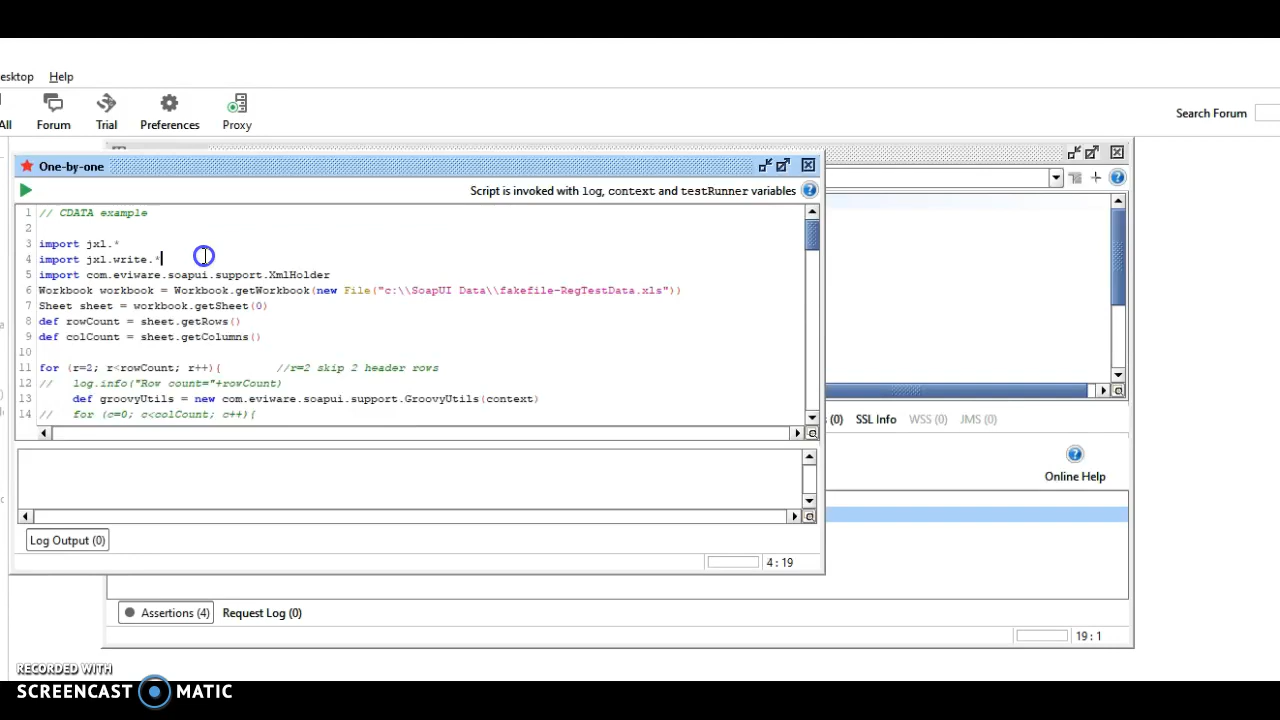 esktop Help
All Forum Trial Preferences Proxy
Search Forum
One-by-one
Script is invoked with log, context and testRunner variables
1 // CDATA example
2
3 import jxl.*
4 import jxl.write.*
5 import com.eviware.soapui.support.XmlHolder
6 Workbook workbook = Workbook.getWorkbook(new File("c:\\SoapUI Data\\fakefile-RegTestData.xls"))
7 Sheet sheet = workbook.getSheet(0)
8 def rowCount = sheet.getRows()
9 def colCount = sheet.getColumns()
10
11 for (r=2; r<rowCount; r++){ //r=2 skip 2 header rows
12 // log.info("Row count="+rowCount)
13 def groovyUtils = new com.eviware.soapui.support.GroovyUtils(context)
14 // for (c=0; c<colCount; c++){
(0) SSL Info WSS (0) JMS (0)
Online Help
Log Output (0)
4 : 19
Assertions (4) Request Log (0)
19 : 1
RECORDED WITH
SCREENCAST MATIC